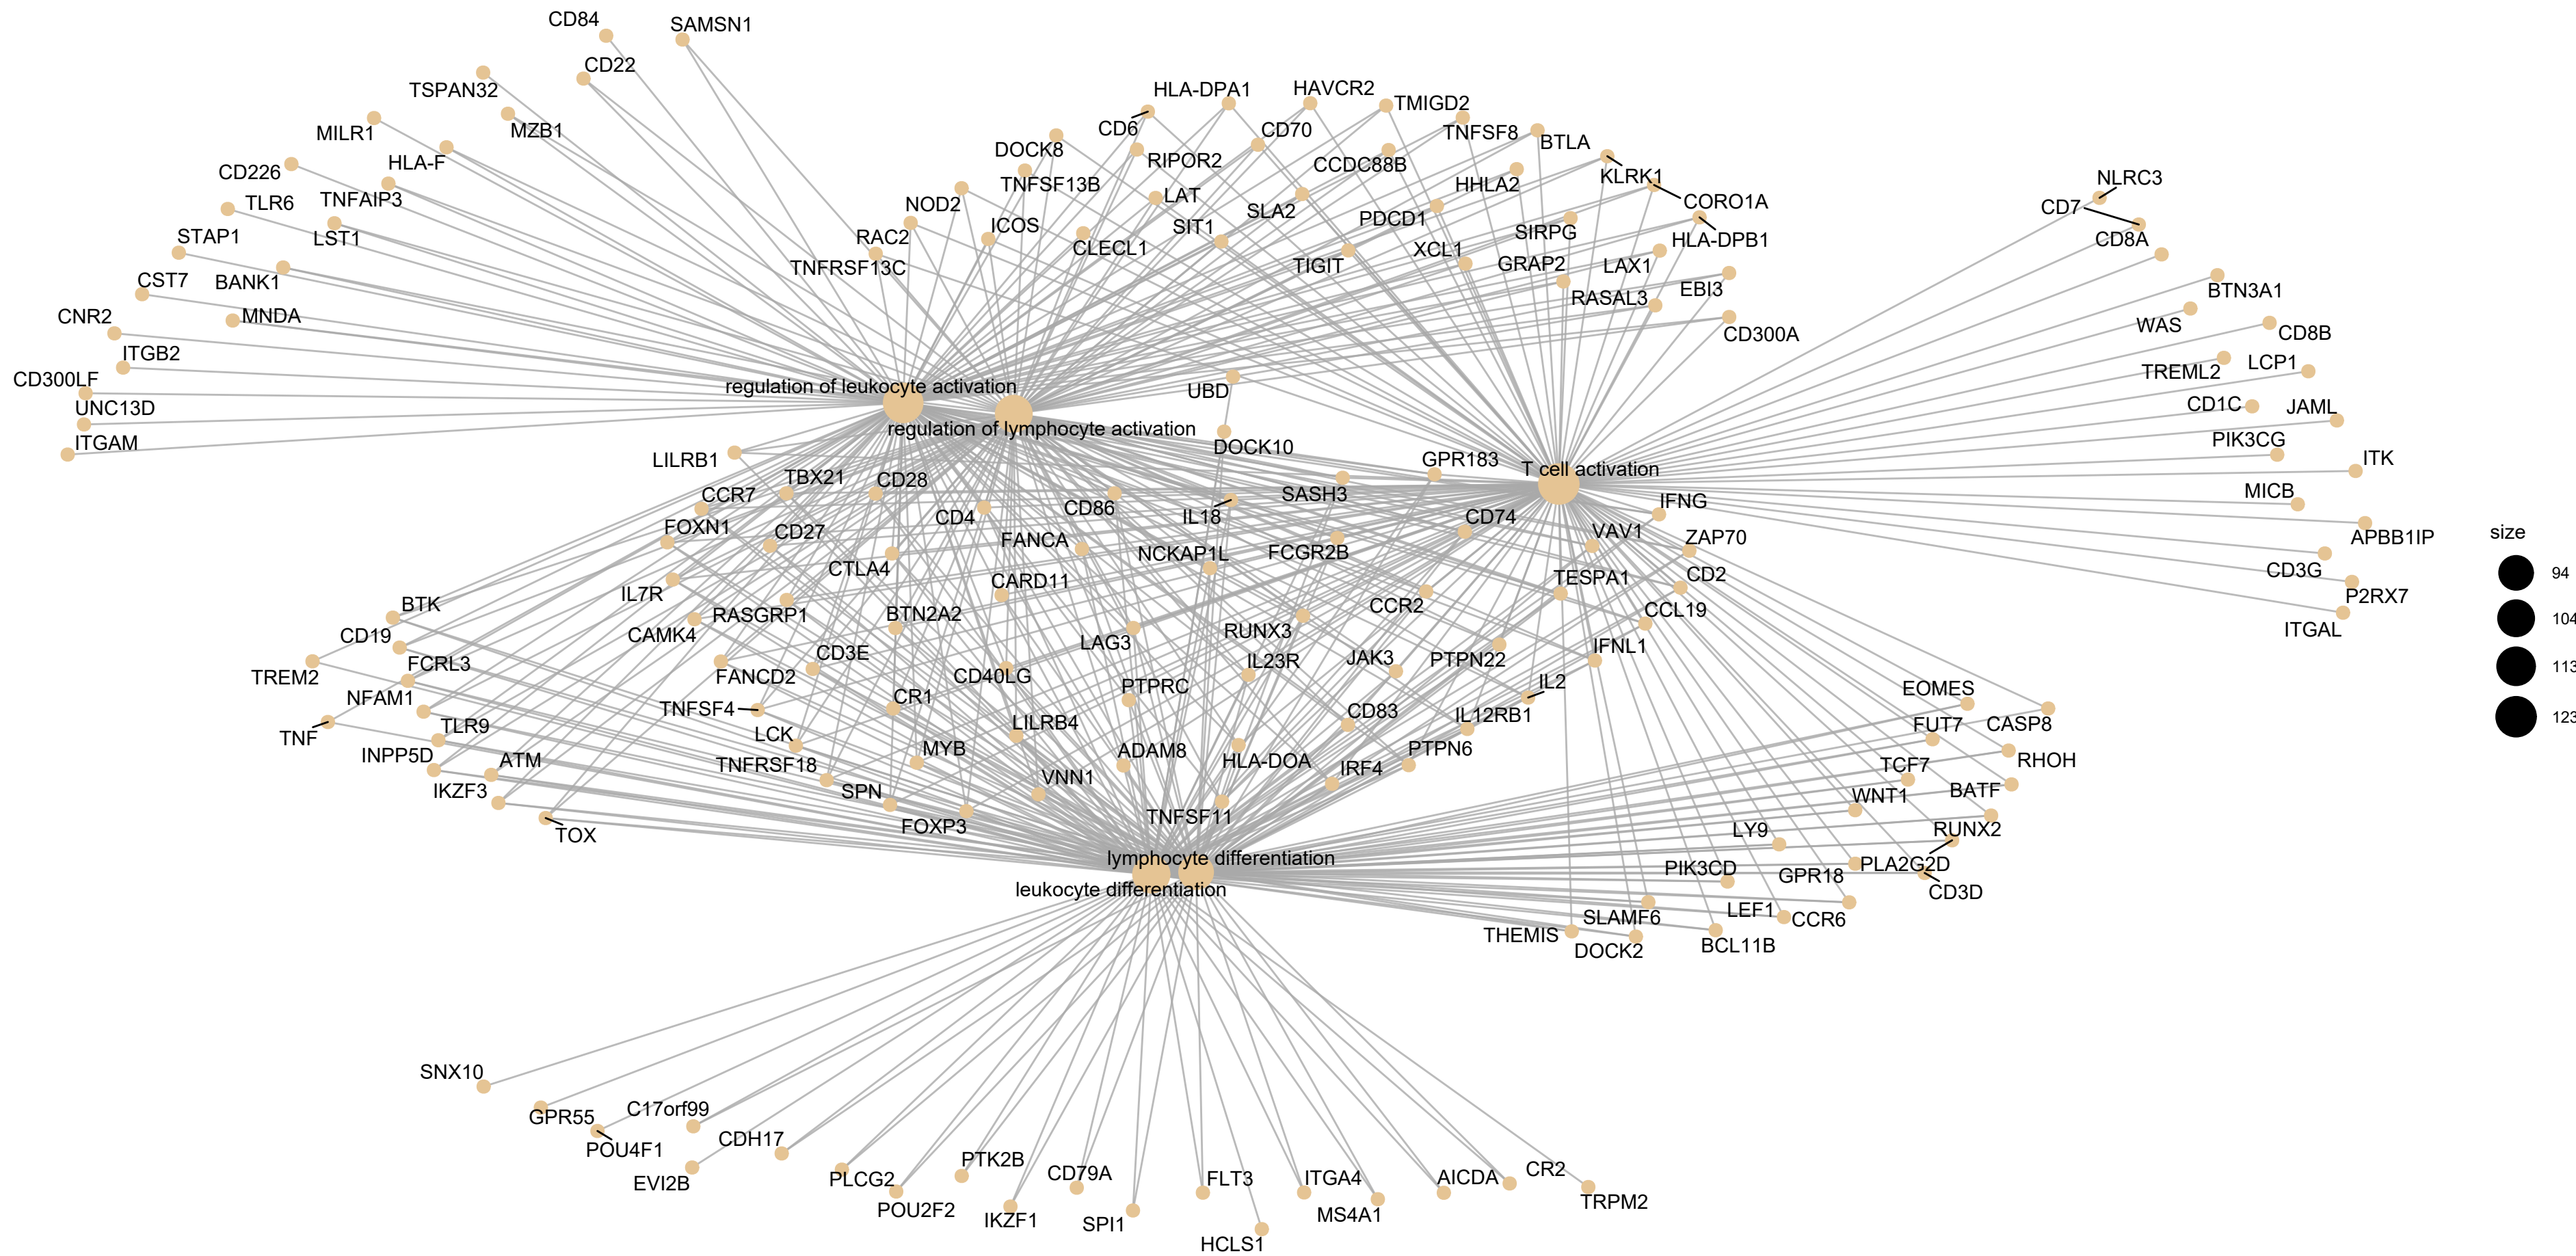 CD84
SAMSN1
CD22
TSPAN32
MZB1
MILR1
HLA-F
CD226
TNFAIP3
TLR6
LST1
STAP1
BANK1
CST7
MNDA
CNR2
ITGB2
CD300LF
UNC13D
ITGAM
HLA-DPA1
HAVCR2
TMIGD2
CD6
CD70
TNFSF8
BTLA
DOCK8
RIPOR2
CCDC88B
KLRK1
TNFSF13B
HHLA2
CORO1A
LAT
NOD2
SLA2
PDCD1
ICOS
SIT1
SIRPG
HLA-DPB1
RAC2
CLECL1
XCL1
TNFRSF13C
TIGIT
GRAP2
LAX1
RASAL3
EBI3
CD300A
NLRC3
CD7
CD8A
BTN3A1
WAS
CD8B
TREML2
LCP1
CD1C
JAML
PIK3CG
ITK
MICB
APBB1IP
CD3G
P2RX7
ITGAL
regulation of leukocyte activation
UBD
regulation of lymphocyte activation
DOCK10
LILRB1
GPR183
T cell activation
TBX21
CD28
SASH3
CCR7
CD86
IFNG
FOXN1
CD27
CD4
IL18
CD74
VAV1
ZAP70
FANCA
NCKAP1L
FCGR2B
CTLA4
CARD11
TESPA1
CD2
IL7R
RASGRP1
BTN2A2
CCR2
CCL19
CAMK4
LAG3
RUNX3
IFNL1
CD3E
FANCD2
CD40LG
IL23R
JAK3
PTPN22
TNFSF4
CR1
PTPRC
IL2
LCK
LILRB4
CD83
IL12RB1
TNFRSF18
MYB
ADAM8
HLA-DOA
PTPN6
SPN
VNN1
IRF4
FOXP3
TNFSF11
BTK
CD19
FCRL3
TREM2
NFAM1
TNF
TLR9
INPP5D
ATM
IKZF3
TOX
EOMES
CASP8
FUT7
RHOH
TCF7
BATF
WNT1
LY9
RUNX2
PIK3CD
GPR18
PLA2G2D
CD3D
SLAMF6
LEF1
CCR6
THEMIS
DOCK2
BCL11B
lymphocyte differentiation
leukocyte differentiation
SNX10
GPR55
C17orf99
POU4F1
CDH17
EVI2B
PLCG2
PTK2B
CD79A
FLT3
ITGA4
AICDA
CR2
POU2F2
IKZF1
SPI1
MS4A1
TRPM2
HCLS1
size
94
104
113
123